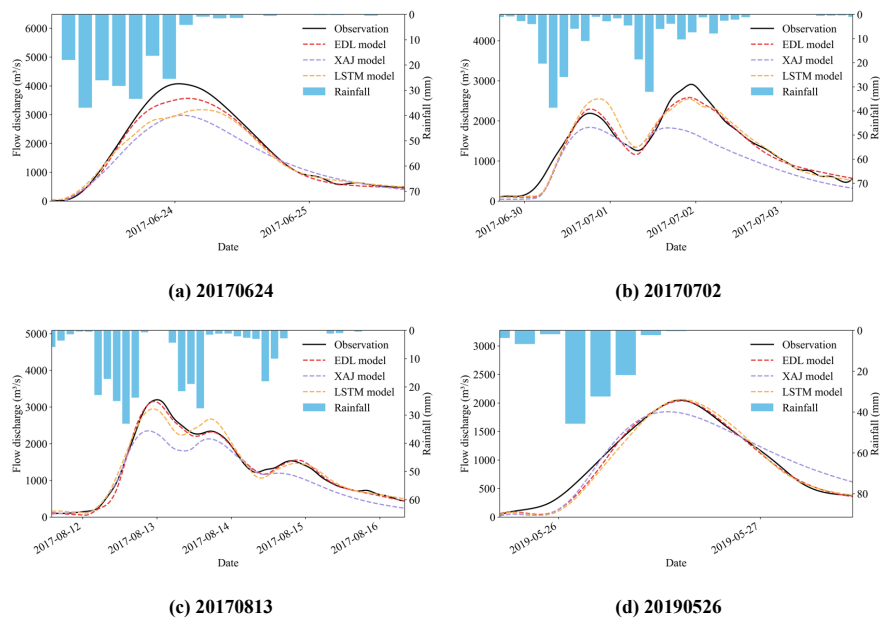 Flow discharge (m³/s)
6000
5000
4000
3000
2000
1000
0
Observation
EDL model
XAJ model
LSTM model
Rainfall
0
10
20
30
40
50
60
70
Rainfall (mm)
2017-06-24
2017-06-25
Date
(a) 20170624
Flow discharge (m³/s)
4000
3000
2000
1000
0
Observation
EDL model
XAJ model
LSTM model
Rainfall
0
10
20
30
40
50
60
70
Rainfall (mm)
2017-06-30
2017-07-01
2017-07-02
2017-07-03
Date
(b) 20170702
Flow discharge (m³/s)
5000
4000
3000
2000
1000
0
Observation
EDL model
XAJ model
LSTM model
Rainfall
0
10
20
30
40
50
60
Rainfall (mm)
2017-08-12
2017-08-13
2017-08-14
2017-08-15
2017-08-16
Date
(c) 20170813
Flow discharge (m³/s)
3000
2500
2000
1500
1000
500
0
Observation
EDL model
XAJ model
LSTM model
Rainfall
0
20
40
60
80
Rainfall (mm)
2019-05-26
2019-05-27
Date
(d) 20190526